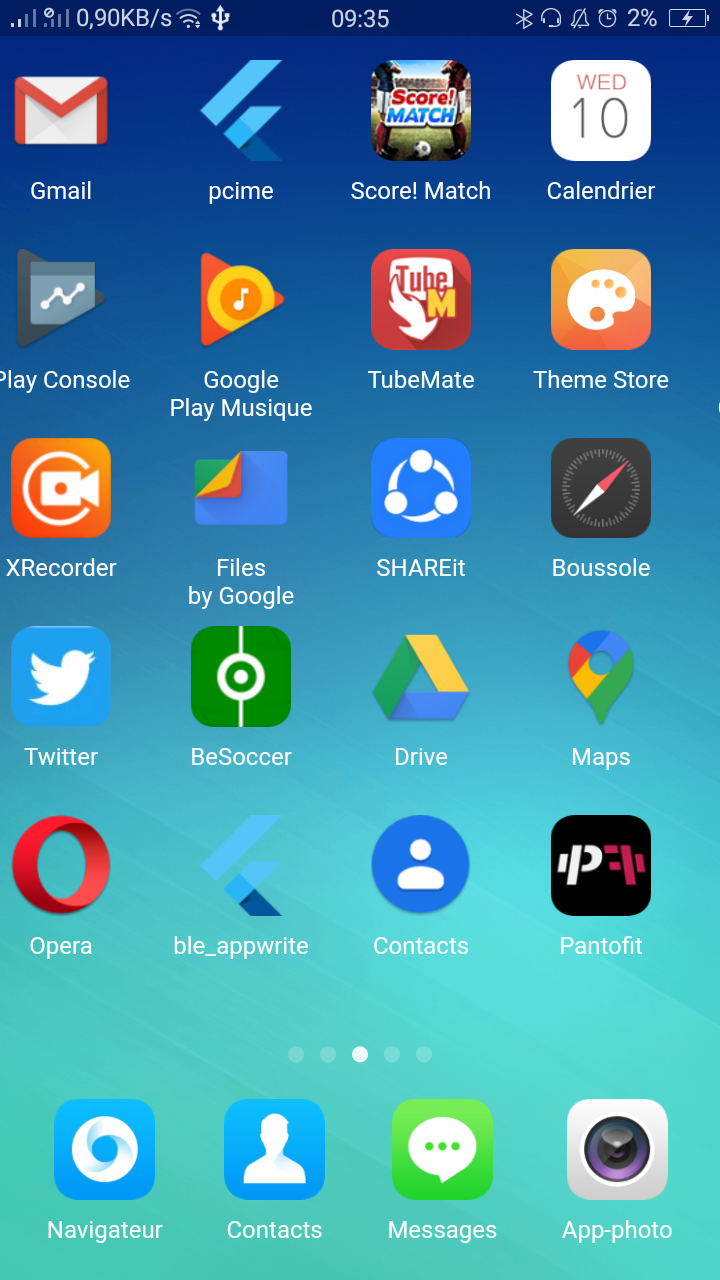 0,90KB/s 09:35 2%
Score!
MATCH
WED
10
Gmail pcime Score! Match Calendrier
Tube
M
Play Console Google Play Musique TubeMate Theme Store
XRecorder Files by Google SHAREit Boussole
Twitter BeSoccer Drive Maps
PF
Opera ble_appwrite Contacts Pantofit
Navigateur Contacts Messages App-photo